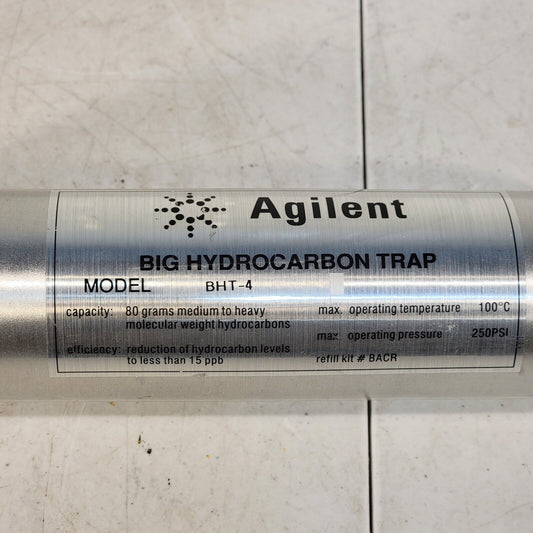 Agilent
BIG HYDROCARBON TRAP
MODEL BHT-4
capacity: 80 grams medium to heavy
molecular weight hydrocarbons
efficiency: reduction of hydrocarbon levels
to less than 15 ppb
max. operating temperature 100°C
max. operating pressure 250PSI
refill kit # BACR